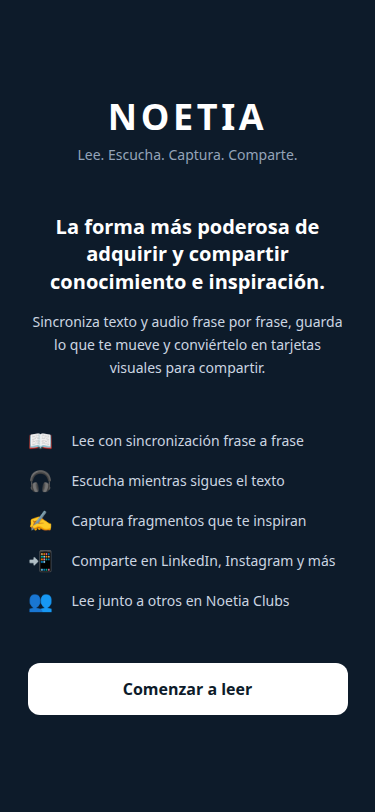 NOETIA
Lee. Escucha. Captura. Comparte.
La forma más poderosa de
adquirir y compartir
conocimiento e inspiración.
Sincroniza texto y audio frase por frase, guarda
lo que te mueve y conviértelo en tarjetas
visuales para compartir.
Lee con sincronización frase a frase
Escucha mientras sigues el texto
Captura fragmentos que te inspiran
Comparte en LinkedIn, Instagram y más
Lee junto a otros en Noetia Clubs
Comenzar a leer